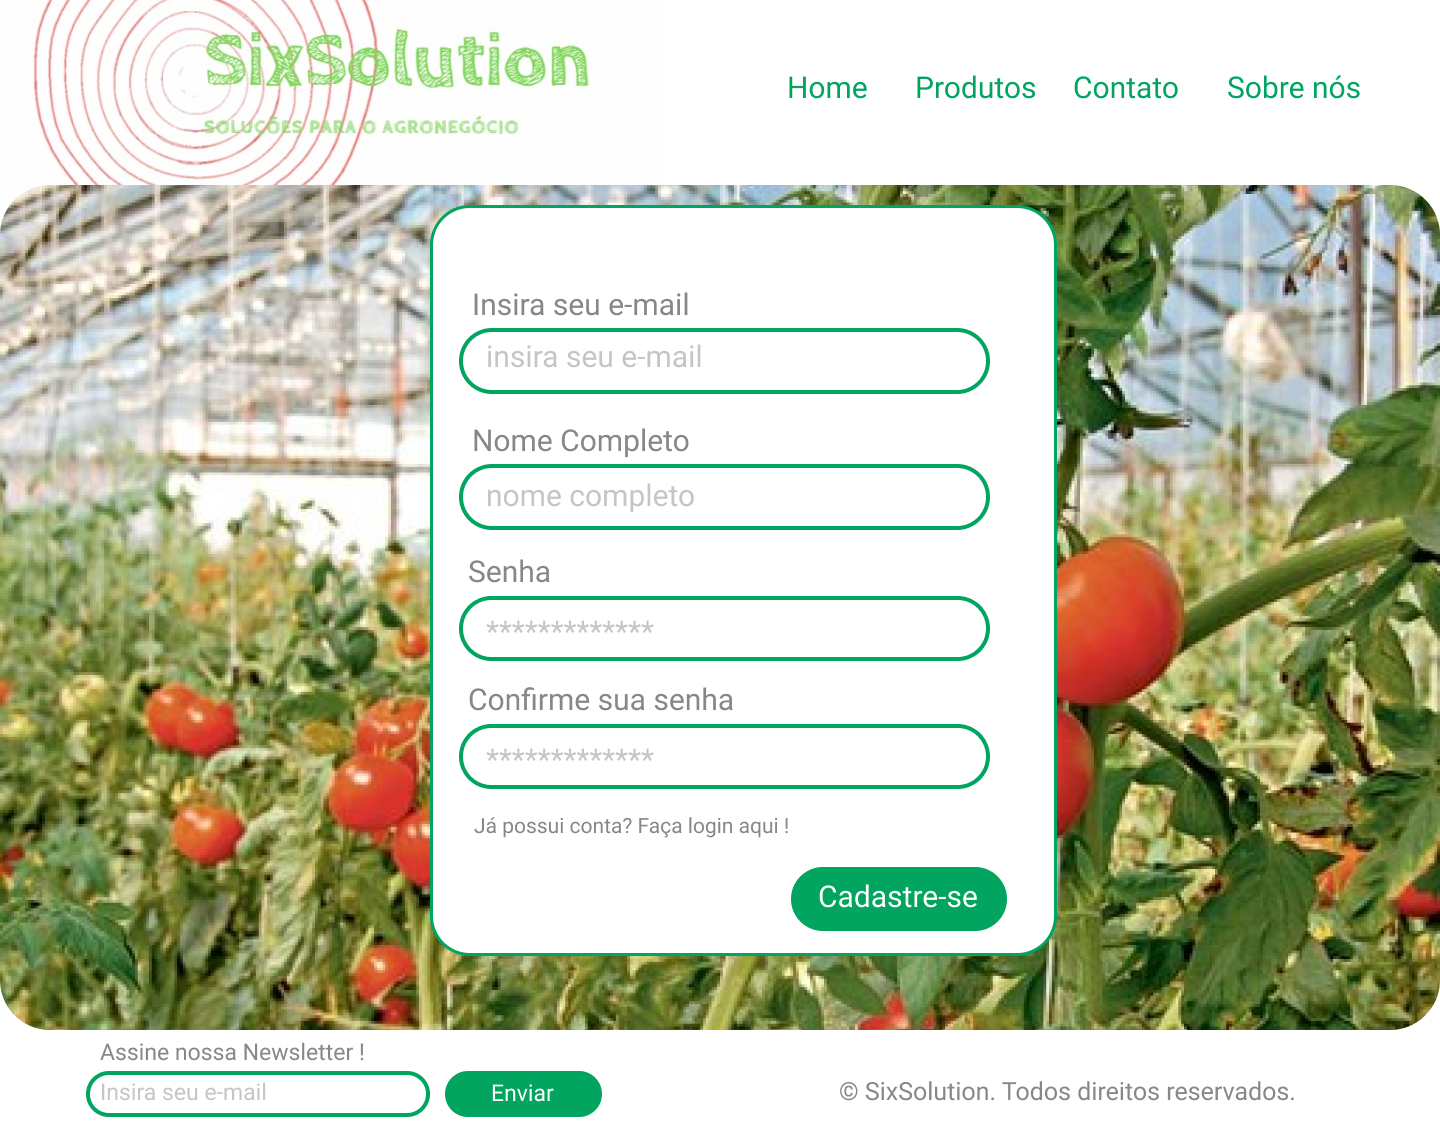 SixSolution
SOLUÇÕES PARA O AGRONEGÓCIO
Home Produtos Contato Sobre nós
Insira seu e-mail
insira seu e-mail
Nome Completo
nome completo
Senha
*************
Confirme sua senha
*************
Já possui conta? Faça login aqui !
Cadastre-se
Assine nossa Newsletter !
Insira seu e-mail
Enviar
© SixSolution. Todos direitos reservados.